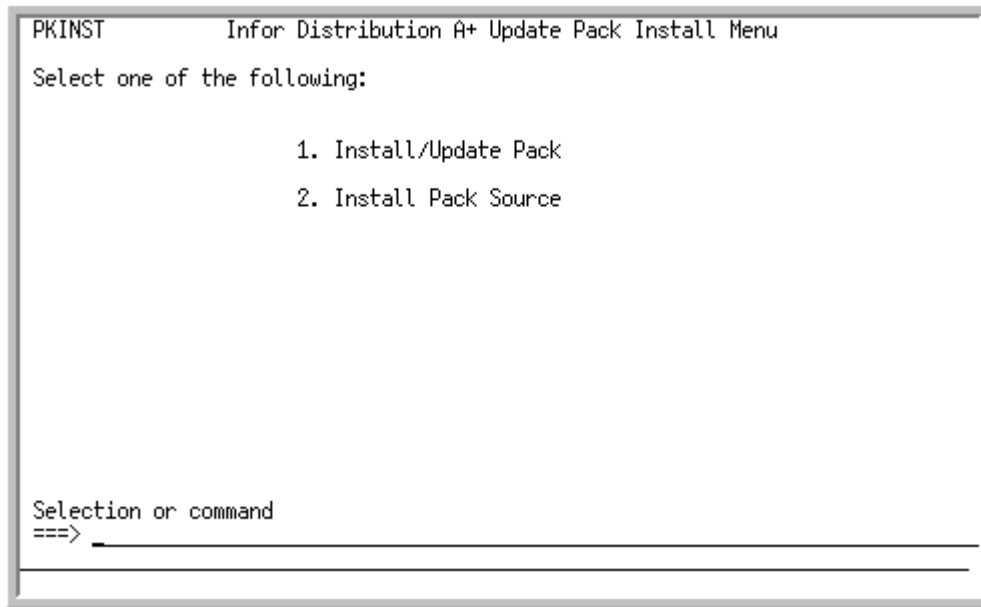 PKINST Infor Distribution A+ Update Pack Install Menu
Select one of the following:
1. Install/Update Pack
2. Install Pack Source
Selection or command
===> _